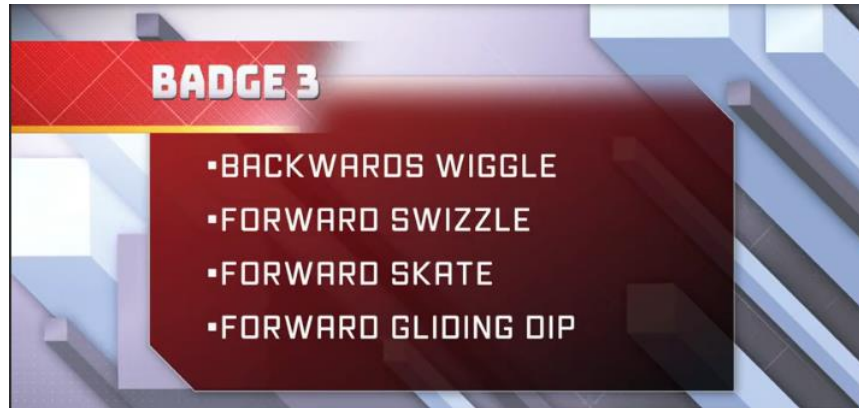 BADGE 3
▪BACKWARDS WIGGLE
▪FORWARD SWIZZLE
▪FORWARD SKATE
▪FORWARD GLIDING DIP